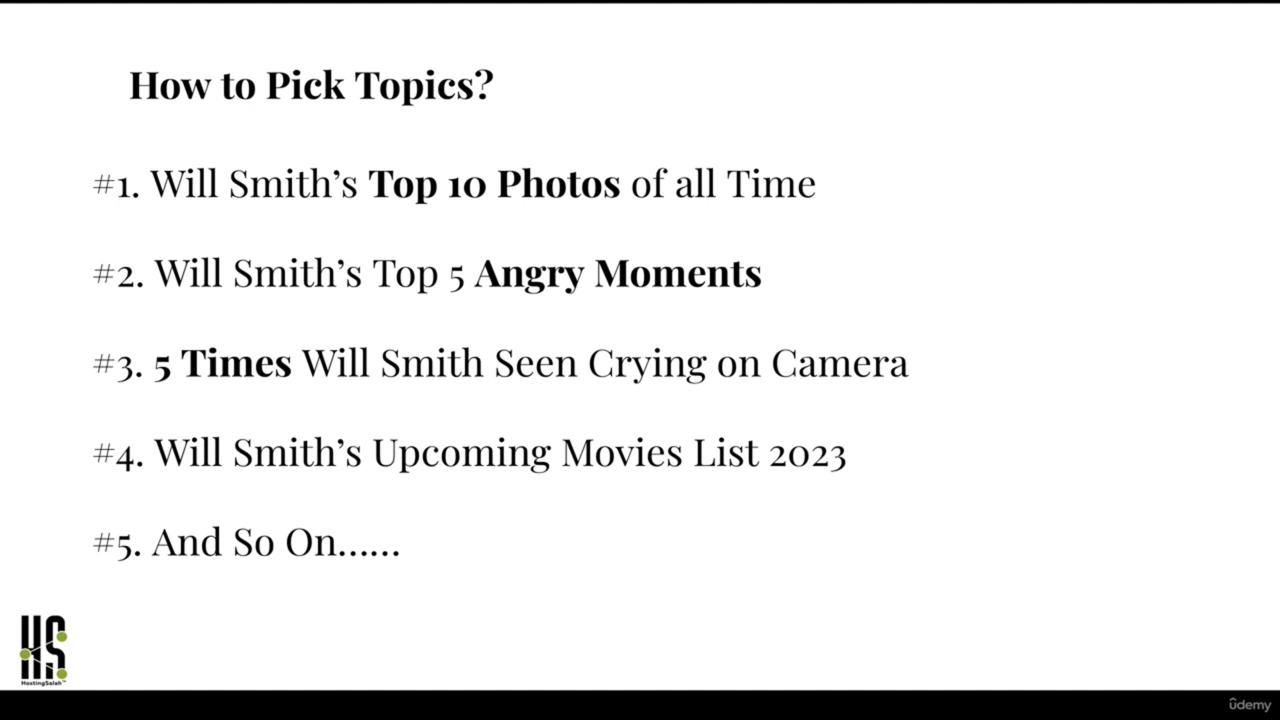 How to Pick Topics?
#1. Will Smith’s Top 10 Photos of all Time
#2. Will Smith’s Top 5 Angry Moments
#3. 5 Times Will Smith Seen Crying on Camera
#4. Will Smith’s Upcoming Movies List 2023
#5. And So On......
HS
HostingSalah™
ûdemy